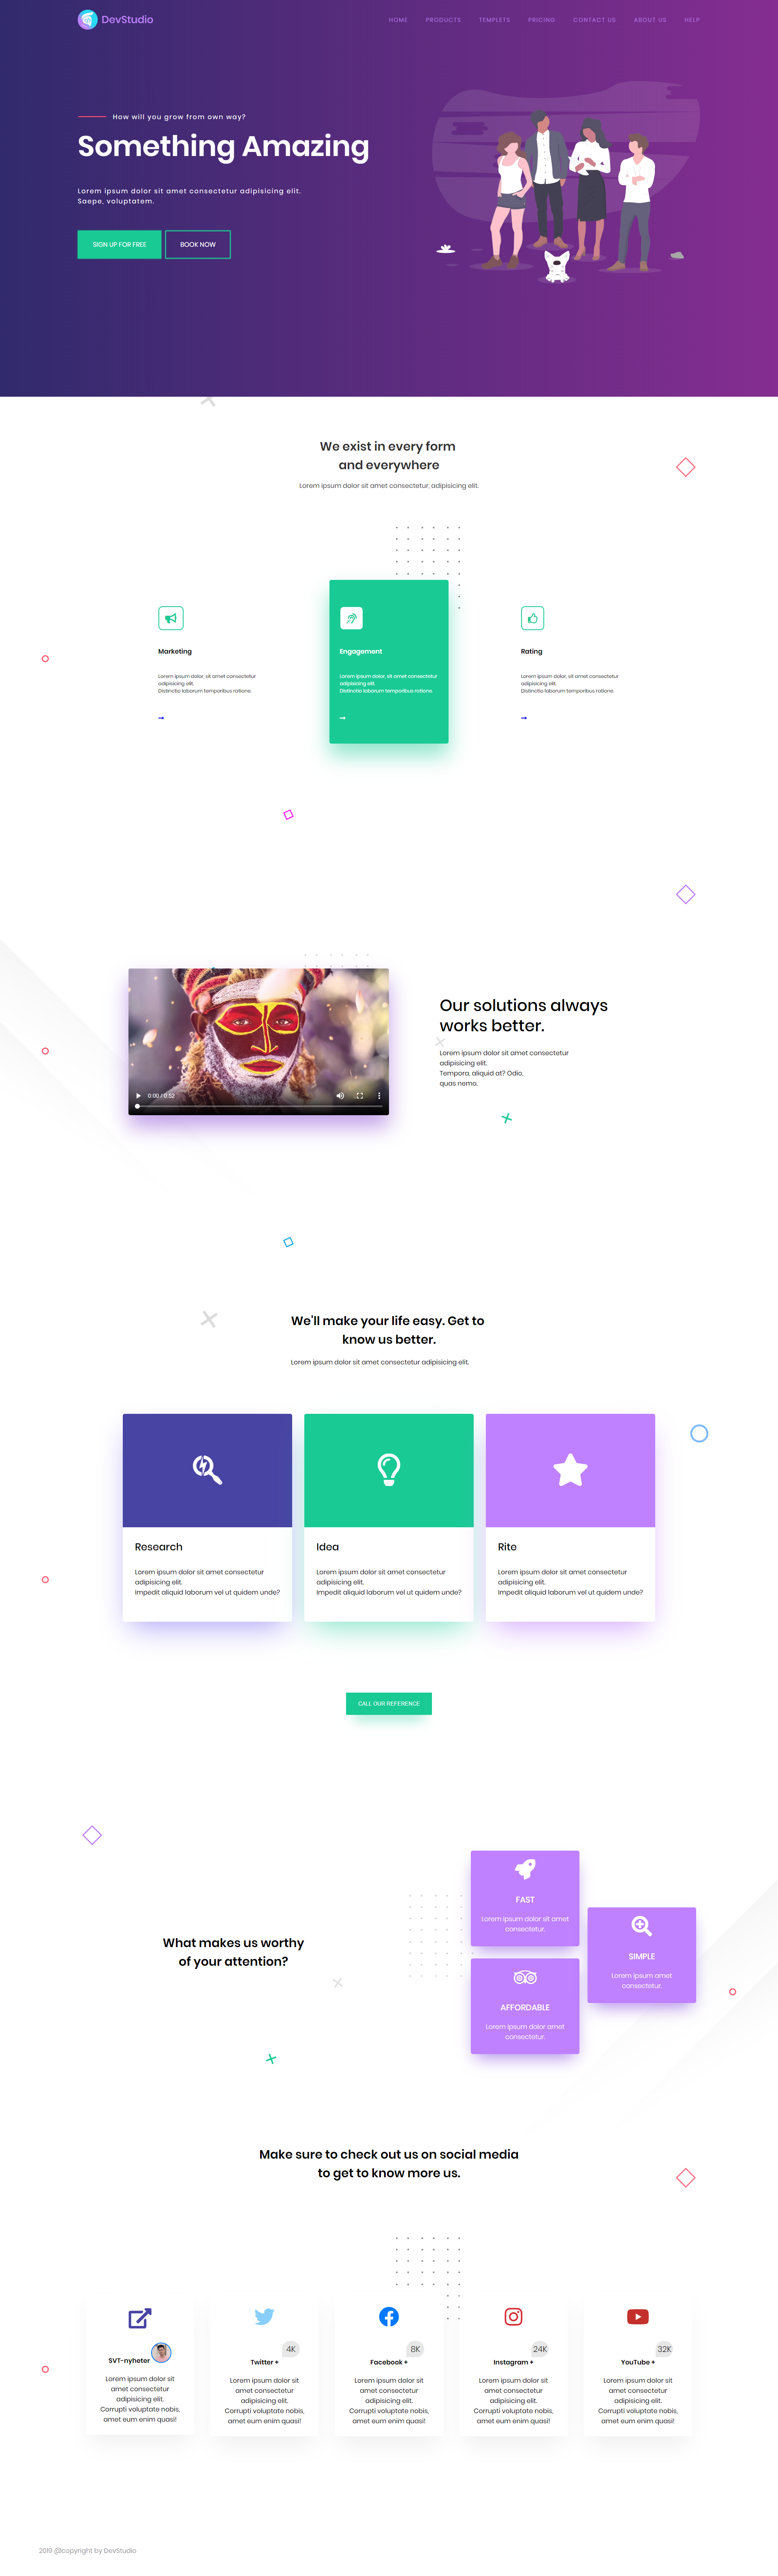 DevStudio
HOME
PRODUCTS
TEMPLETS
PRICING
CONTACT US
ABOUT US
HELP
How will you grow from own way?
Something Amazing
Lorem ipsum dolor sit amet consectetur adipisicing elit.
Saepe, voluptatem.
SIGN UP FOR FREE
BOOK NOW
We exist in every form
and everywhere
Lorem ipsum dolor sit amet consectetur, adipisicing elit.
Marketing
Lorem ipsum dolor, sit amet consectetur
adipisicing elit.
Distinctio laborum temporibus ratione.
Engagement
Lorem ipsum dolor, sit amet consectetur
adipisicing elit.
Distinctio laborum temporibus ratione.
Rating
Lorem ipsum dolor, sit amet consectetur
adipisicing elit.
Distinctio laborum temporibus ratione.
0:00 / 0:52
Our solutions always
works better.
Lorem ipsum dolor sit amet consectetur
adipisicing elit.
Tempora, aliquid at? Odio,
quas nemo.
We'll make your life easy. Get to
know us better.
Lorem ipsum dolor sit amet consectetur adipisicing elit.
Research
Lorem ipsum dolor sit amet consectetur
adipisicing elit.
Impedit aliquid laborum vel ut quidem unde?
Idea
Lorem ipsum dolor sit amet consectetur
adipisicing elit.
Impedit aliquid laborum vel ut quidem unde?
Rite
Lorem ipsum dolor sit amet consectetur
adipisicing elit.
Impedit aliquid laborum vel ut quidem unde?
CALL OUR REFERENCE
What makes us worthy
of your attention?
FAST
Lorem ipsum dolor sit amet
consectetur.
AFFORDABLE
Lorem ipsum dolor sit amet
consectetur.
SIMPLE
Lorem ipsum amet
consectetur.
Make sure to check out us on social media
to get to know more us.
SVT-nyheter
Lorem ipsum dolor sit
amet consectetur
adipisicing elit.
Corrupti voluptate nobis,
amet eum enim quasi!
4K
Twitter +
Lorem ipsum dolor sit
amet consectetur
adipisicing elit.
Corrupti voluptate nobis,
amet eum enim quasi!
8K
Facebook +
Lorem ipsum dolor sit
amet consectetur
adipisicing elit.
Corrupti voluptate nobis,
amet eum enim quasi!
24K
Instagram +
Lorem ipsum dolor sit
amet consectetur
adipisicing elit.
Corrupti voluptate nobis,
amet eum enim quasi!
32K
YouTube +
Lorem ipsum dolor sit
amet consectetur
adipisicing elit.
Corrupti voluptate nobis,
amet eum enim quasi!
2019 @copyright by DevStudio